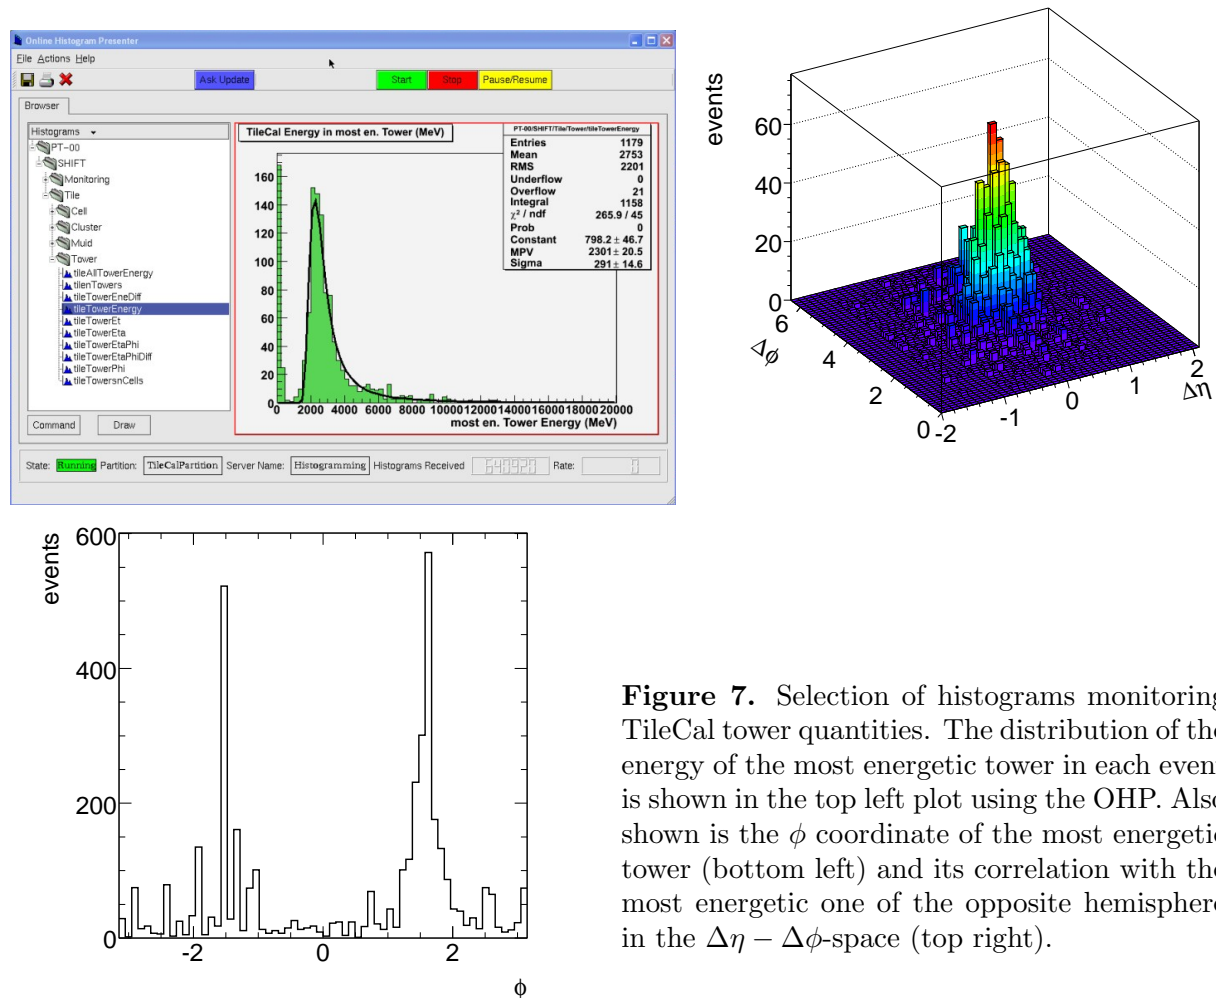 Online Histogram Presenter
File Actions Help
Ask Update Start Stop Pause/Resume
Browser
Histograms
PT-00
SHIFT
Monitoring
Tile
Cell
Cluster
Muid
Tower
tileAllTowerEnergy
tilenTowers
tileTowerEneDiff
tileTowerEnergy
tileTowerEt
tileTowerEta
tileTowerEtaPhi
tileTowerEtaPhiDiff
tileTowerPhi
tileTowersnCells
Command Draw
TileCal Energy in most en. Tower (MeV)
PT-00/SHIFT/Tile/Tower/tileTowerEnergy
Entries 1179
Mean 2753
RMS 2201
Underflow 0
Overflow 21
Integral 1158
χ² / ndf 265.9 / 45
Prob 0
Constant 798.2 ± 46.7
MPV 2301 ± 20.5
Sigma 291 ± 14.6
160
140
120
100
80
60
40
20
0
0 2000 4000 6000 8000 10000 12000 14000 16000 18000 20000
most en. Tower Energy (MeV)
State: Running Partition: TileCalPartition Server Name: Histogramming Histograms Received 640920 Rate: 0
events
60
40
20
0
6
4
2
0
Δϕ
-2 -1 0 1 2
Δη
events
600
400
200
0
-2 0 2
ϕ
Figure 7. Selection of histograms monitoring
TileCal tower quantities. The distribution of the
energy of the most energetic tower in each event
is shown in the top left plot using the OHP. Also
shown is the ϕ coordinate of the most energetic
tower (bottom left) and its correlation with the
most energetic one of the opposite hemisphere
in the Δη − Δϕ-space (top right).